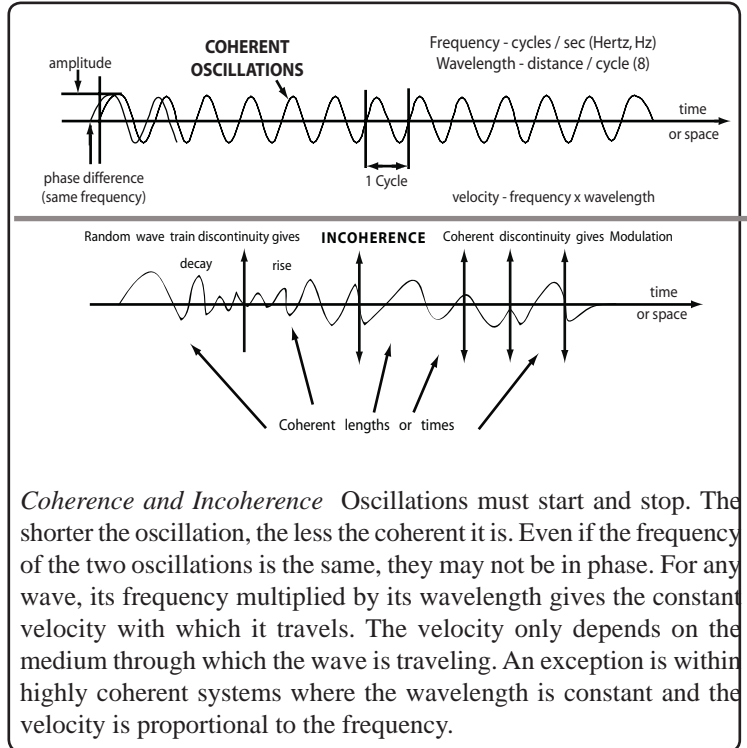 COHERENT
OSCILLATIONS
Frequency - cycles / sec (Hertz, Hz)
Wavelength - distance / cycle (8)
amplitude
time
or space
phase difference
(same frequency)
1 Cycle
velocity - frequency x wavelength
Random wave train discontinuity gives INCOHERENCE Coherent discontinuity gives Modulation
decay rise
time
or space
Coherent lengths or times
Coherence and Incoherence Oscillations must start and stop. The
shorter the oscillation, the less the coherent it is. Even if the frequency
of the two oscillations is the same, they may not be in phase. For any
wave, its frequency multiplied by its wavelength gives the constant
velocity with which it travels. The velocity only depends on the
medium through which the wave is traveling. An exception is within
highly coherent systems where the wavelength is constant and the
velocity is proportional to the frequency.